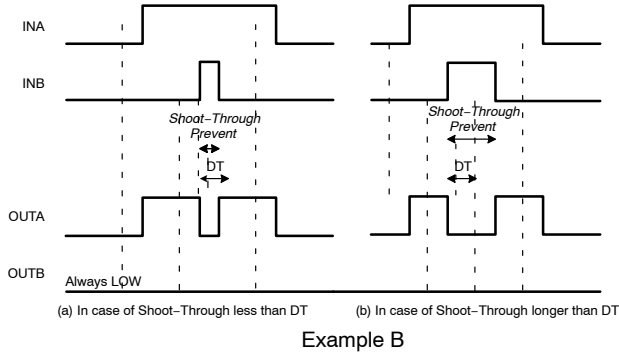 INA
INB
Shoot−Through
Prevent
DT
Shoot−Through
Prevent
DT
OUTA
OUTB
Always LOW
(a) In case of Shoot−Through less than DT
(b) In case of Shoot−Through longer than DT
Example B